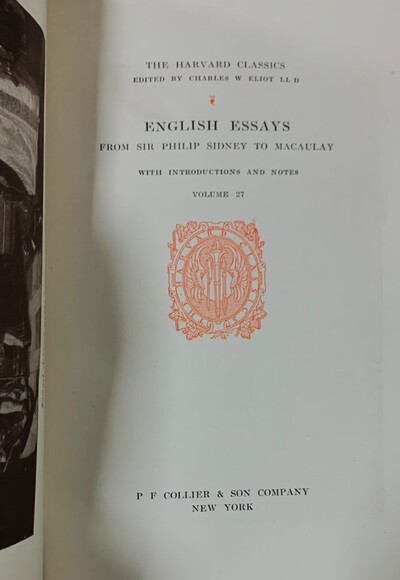 THE HARVARD CLASSICS
EDITED BY CHARLES W ELIOT LL D
ENGLISH ESSAYS
FROM SIR PHILIP SIDNEY TO MACAULAY
WITH INTRODUCTIONS AND NOTES
VOLUME 27
P F COLLIER & SON COMPANY
NEW YORK